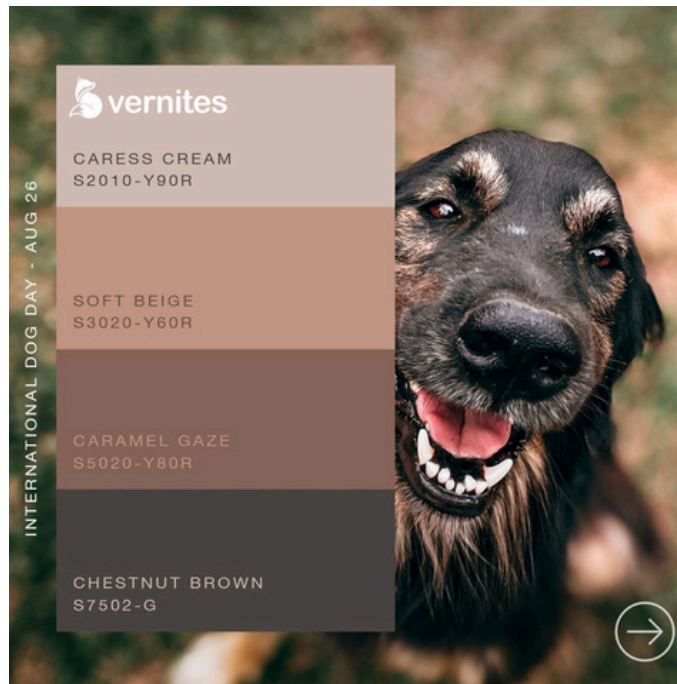 vernites
CARESS CREAM
S2010-Y90R
SOFT BEIGE
S3020-Y60R
CARAMEL GAZE
S5020-Y80R
CHESTNUT BROWN
S7502-G
INTERNATIONAL DOG DAY - AUG 26